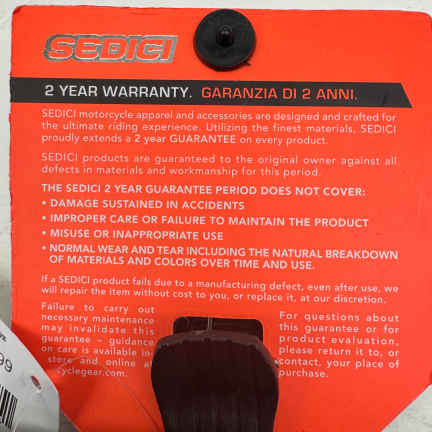 SEDICI
2 YEAR WARRANTY. GARANZIA DI 2 ANNI.
SEDICI motorcycle apparel and accessories are designed and crafted for
the ultimate riding experience. Utilizing the finest materials, SEDICI
proudly extends a 2 year GUARANTEE on every product.
SEDICI products are guaranteed to the original owner against all
defects in materials and workmanship for this period.
THE SEDICI 2 YEAR GUARANTEE PERIOD DOES NOT COVER:
• DAMAGE SUSTAINED IN ACCIDENTS
• IMPROPER CARE OR FAILURE TO MAINTAIN THE PRODUCT
• MISUSE OR INAPPROPRIATE USE
• NORMAL WEAR AND TEAR INCLUDING THE NATURAL BREAKDOWN
OF MATERIALS AND COLORS OVER TIME AND USE.
If a SEDICI product fails due to a manufacturing defect, even after use, we
will repair the item without cost to you, or replace it, at our discretion.
Failure to carry out
necessary maintenance
may invalidate this
guarantee – guidance
on care is available in-
store and online at
cyclegear.com.
For questions about
this guarantee or for
product evaluation,
please return it to, or
contact, your place of
purchase.
99